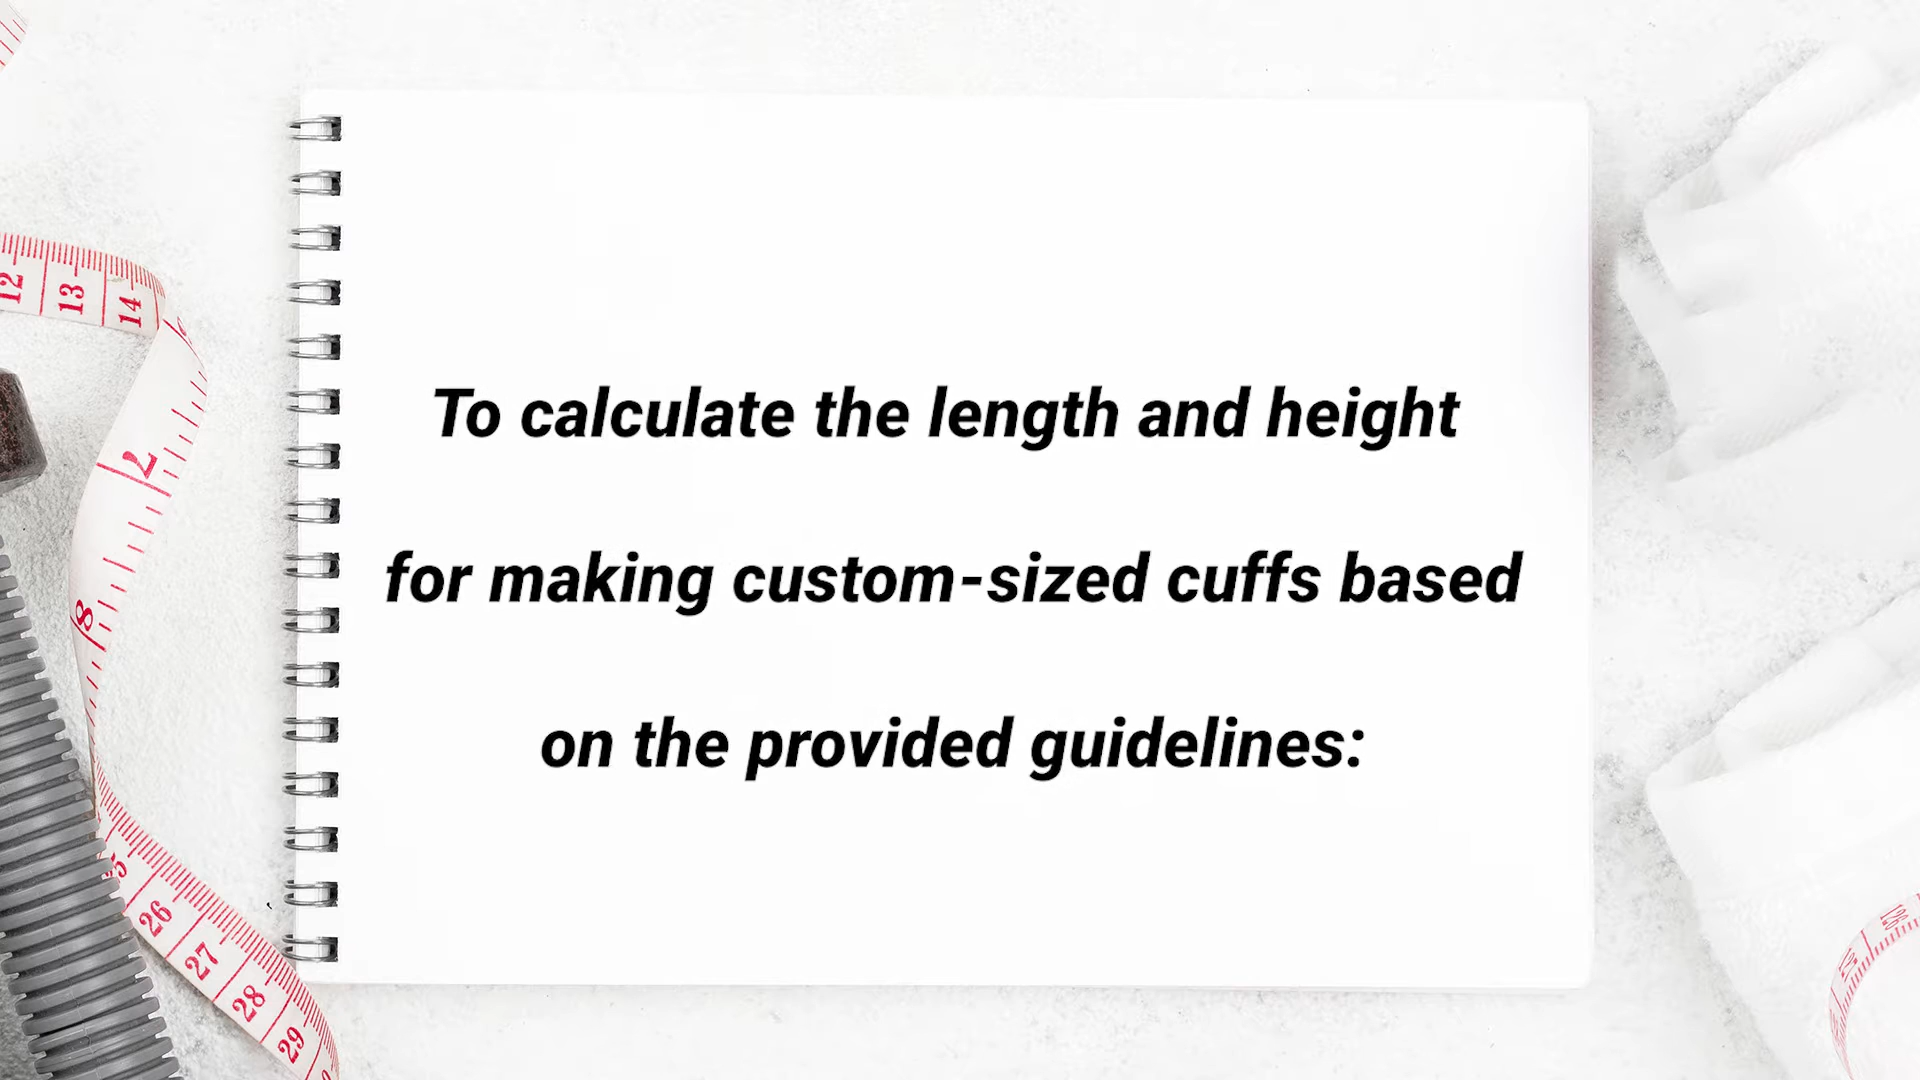 To calculate the length and height
for making custom-sized cuffs based
on the provided guidelines:
12 13 14
2
8
26
27
28
29